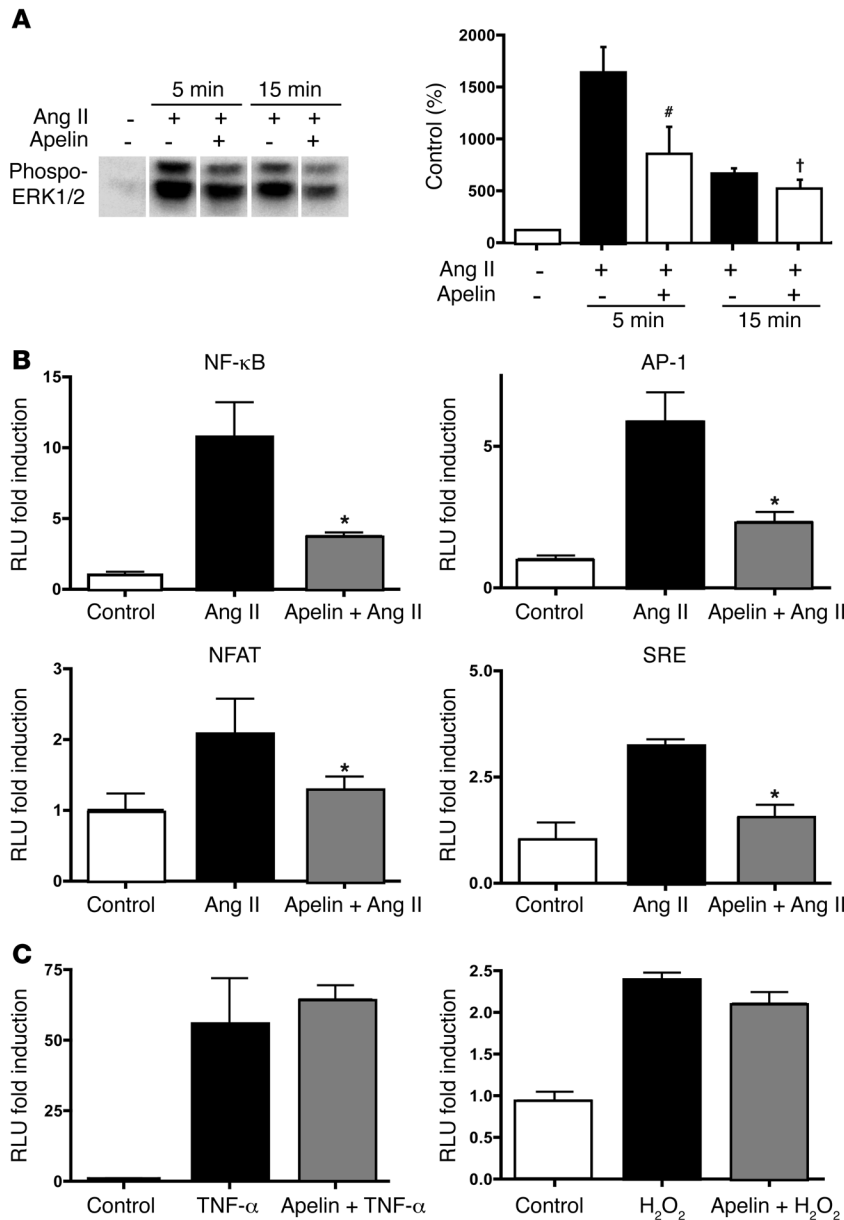 A
5 min 15 min
Ang II - + + + +
Apelin - - + - +
Phospo-
ERK1/2
Control (%)
2000
1500
1000
500
0
#
†
Ang II - + + + +
Apelin - - + - +
5 min 15 min
B
NF-κB
RLU fold induction
15
10
5
0
*
Control Ang II Apelin + Ang II
AP-1
RLU fold induction
5
0
*
Control Ang II Apelin + Ang II
NFAT
RLU fold induction
3
2
1
0
*
Control Ang II Apelin + Ang II
SRE
RLU fold induction
5.0
2.5
0.0
*
Control Ang II Apelin + Ang II
C
RLU fold induction
75
50
25
0
Control TNF-α Apelin + TNF-α
RLU fold induction
2.5
2.0
1.5
1.0
0.5
0.0
Control H₂O₂ Apelin + H₂O₂